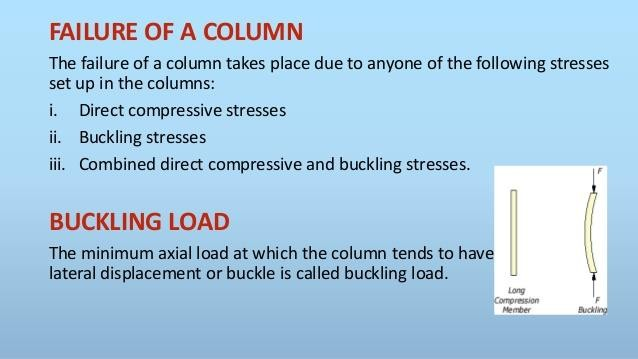 FAILURE OF A COLUMN
The failure of a column takes place due to anyone of the following stresses
set up in the columns:
i. Direct compressive stresses
ii. Buckling stresses
iii. Combined direct compressive and buckling stresses.
F
BUCKLING LOAD
The minimum axial load at which the column tends to have
lateral displacement or buckle is called buckling load.
Long
Compression
Member
F
Buckling